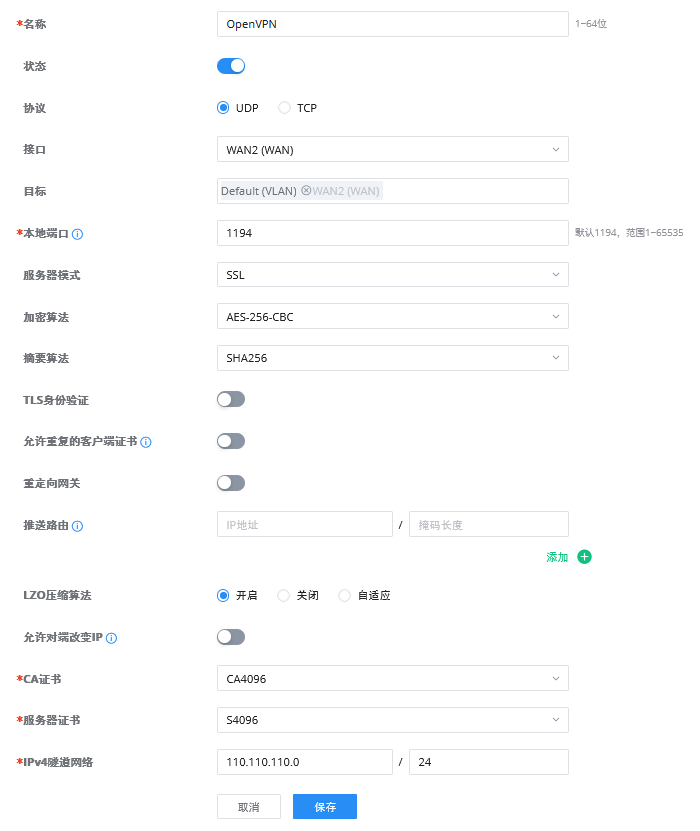 *名称 OpenVPN 1~64位
状态
协议 UDP TCP
接口 WAN2 (WAN)
目标 Default (VLAN) WAN2 (WAN)
*本地端口 1194 默认1194，范围1~65535
服务器模式 SSL
加密算法 AES-256-CBC
摘要算法 SHA256
TLS身份验证
允许重复的客户端证书
重定向网关
推送路由 IP地址 / 掩码长度
添加
LZO压缩算法 开启 关闭 自适应
允许对端改变IP
*CA证书 CA4096
*服务器证书 S4096
*IPv4隧道网络 110.110.110.0 / 24
取消 保存